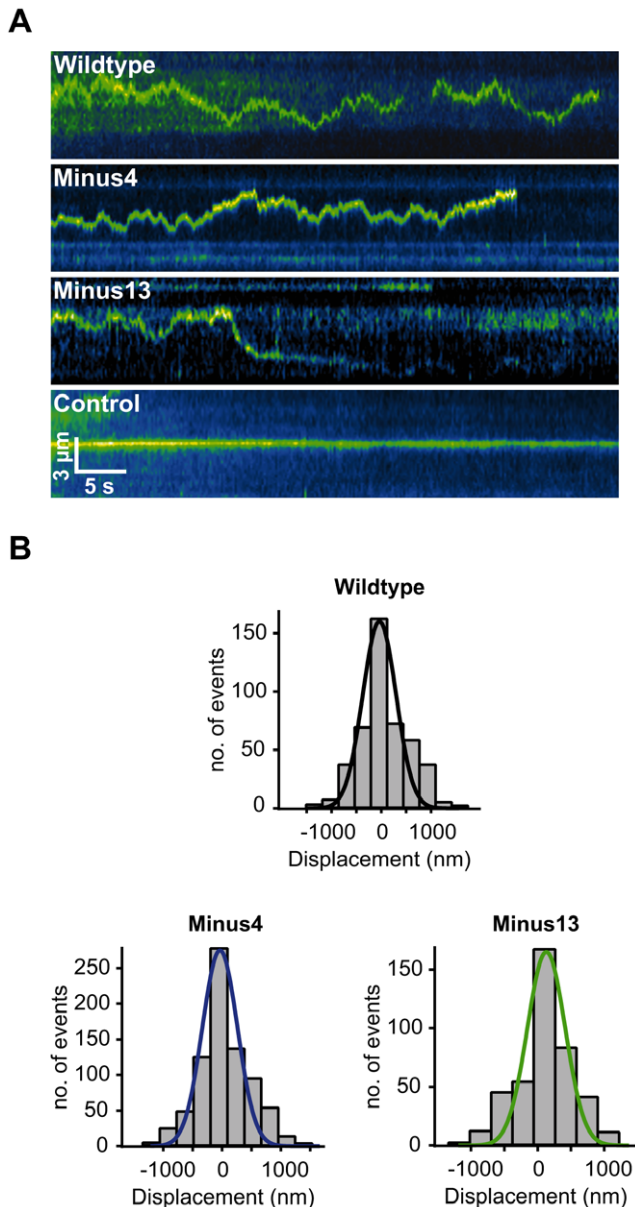 A
Wildtype
Minus4
Minus13
Control
3 µm
5 s
B
Wildtype
no. of events
150
100
50
0
-1000 0 1000
Displacement (nm)
Minus4
no. of events
250
200
150
100
50
0
-1000 0 1000
Displacement (nm)
Minus13
no. of events
150
100
50
0
-1000 0 1000
Displacement (nm)